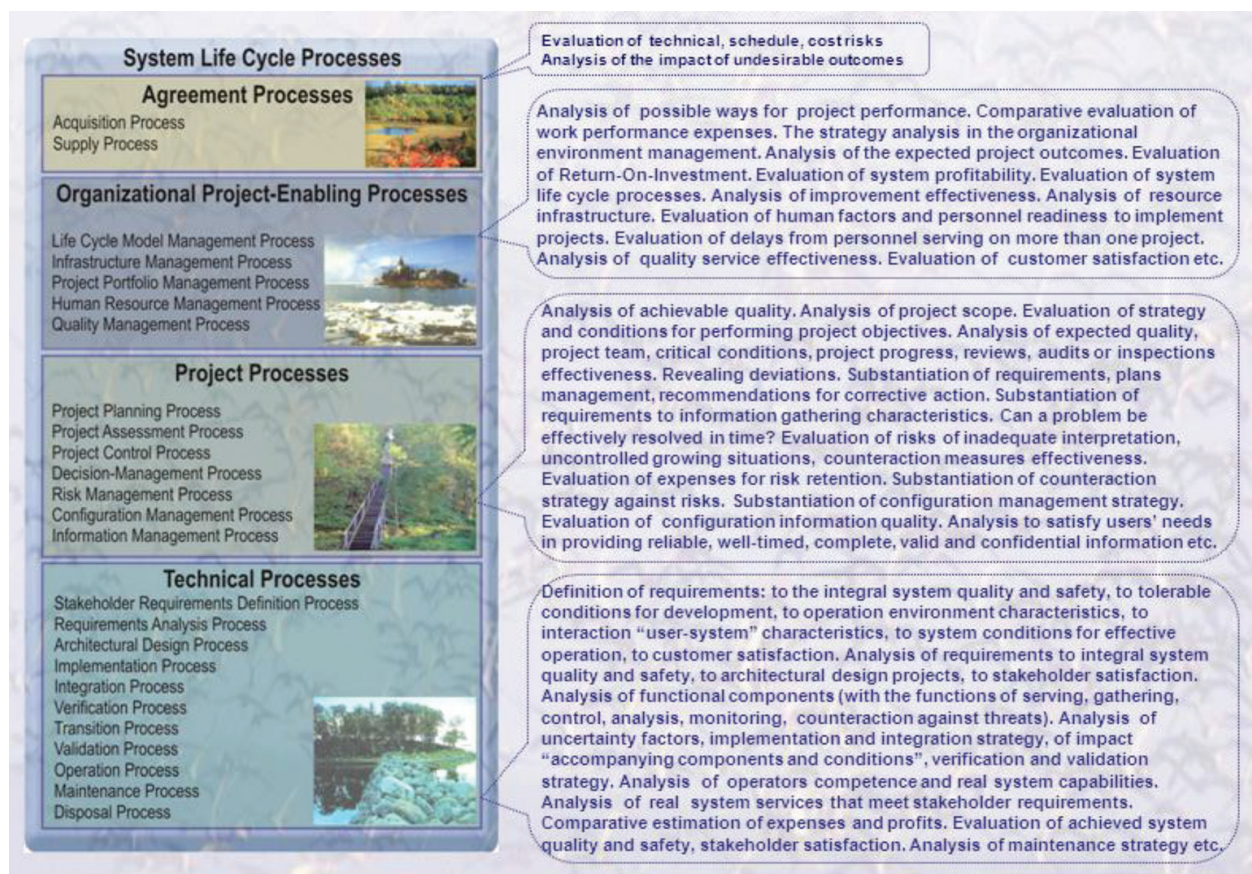 System Life Cycle Processes
Agreement Processes
Acquisition Process
Supply Process
Evaluation of technical, schedule, cost risks
Analysis of the impact of undesirable outcomes
Organizational Project-Enabling Processes
Life Cycle Model Management Process
Infrastructure Management Process
Project Portfolio Management Process
Human Resource Management Process
Quality Management Process
Analysis of possible ways for project performance. Comparative evaluation of
work performance expenses. The strategy analysis in the organizational
environment management. Analysis of the expected project outcomes. Evaluation
of Return-On-Investment. Evaluation of system profitability. Evaluation of system
life cycle processes. Analysis of improvement effectiveness. Analysis of resource
infrastructure. Evaluation of human factors and personnel readiness to implement
projects. Evaluation of delays from personnel serving on more than one project.
Analysis of quality service effectiveness. Evaluation of customer satisfaction etc.
Project Processes
Project Planning Process
Project Assessment Process
Project Control Process
Decision-Management Process
Risk Management Process
Configuration Management Process
Information Management Process
Analysis of achievable quality. Analysis of project scope. Evaluation of strategy
and conditions for performing project objectives. Analysis of expected quality,
project team, critical conditions, project progress, reviews, audits or inspections
effectiveness. Revealing deviations. Substantiation of requirements, plans
management, recommendations for corrective action. Substantiation of
requirements to information gathering characteristics. Can a problem be
effectively resolved in time? Evaluation of risks of inadequate interpretation,
uncontrolled growing situations, counteraction measures effectiveness.
Evaluation of expenses for risk retention. Substantiation of counteraction
strategy against risks. Substantiation of configuration management strategy.
Evaluation of configuration information quality. Analysis to satisfy users' needs
in providing reliable, well-timed, complete, valid and confidential information etc.
Technical Processes
Stakeholder Requirements Definition Process
Requirements Analysis Process
Architectural Design Process
Implementation Process
Integration Process
Verification Process
Transition Process
Validation Process
Operation Process
Maintenance Process
Disposal Process
Definition of requirements: to the integral system quality and safety, to tolerable
conditions for development, to operation environment characteristics, to
interaction “user-system” characteristics, to system conditions for effective
operation, to customer satisfaction. Analysis of requirements to integral system
quality and safety, to architectural design projects, to stakeholder satisfaction.
Analysis of functional components (with the functions of serving, gathering,
control, analysis, monitoring, counteraction against threats). Analysis of
uncertainty factors, implementation and integration strategy, of impact
“accompanying components and conditions”, verification and validation
strategy. Analysis of operators competence and real system capabilities.
Analysis of real system services that meet stakeholder requirements.
Comparative estimation of expenses and profits. Evaluation of achieved system
quality and safety, stakeholder satisfaction. Analysis of maintenance strategy etc.